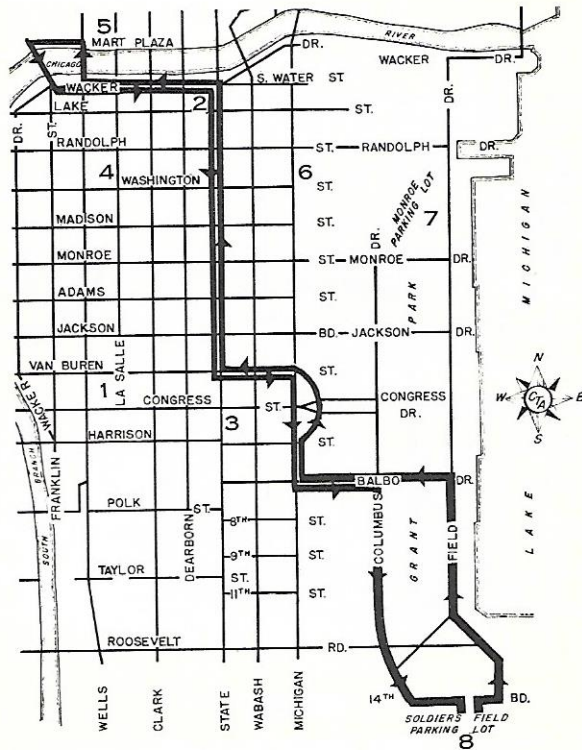 5
MART PLAZA
DR.
RIVER
WACKER
CHICAGO
WACKER
S. WATER ST.
DR.
LAKE
2
ST.
DR.
ST.
RANDOLPH
ST.
RANDOLPH
DR.
4
WASHINGTON
6
ST.
MONROE PARKING LOT
7
MADISON
ST.
DR.
MICHIGAN
MONROE
ST.
MONROE
DR.
ADAMS
ST.
PARK
JACKSON
BD.
JACKSON
DR.
VAN BUREN
ST.
WACKER
1
LA SALLE
CONGRESS
ST.
CONGRESS DR.
N
W
CTA
E
S
3
HARRISON
ST.
BRANCH
FRANKLIN
BALBO
DR.
POLK
ST.
8TH
ST.
COLUMBUS
GRANT
FIELD
LAKE
SOUTH
DEARBORN
9TH
ST.
TAYLOR
ST.
11TH
ST.
ROOSEVELT
RD.
WELLS
CLARK
STATE
WABASH
MICHIGAN
14TH
BD.
SOLDIERS FIELD
PARKING LOT
8